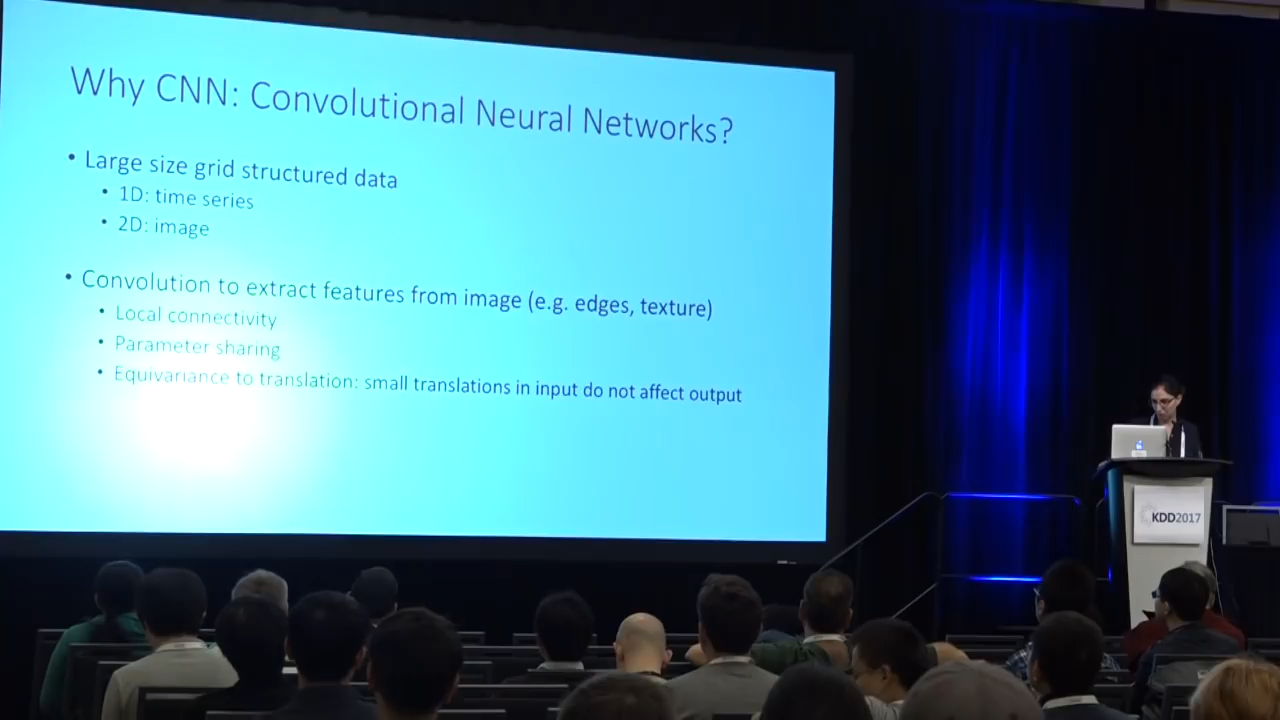 Why CNN: Convolutional Neural Networks?
• Large size grid structured data
• 1D: time series
• 2D: image
• Convolution to extract features from image (e.g. edges, texture)
• Local connectivity
• Parameter sharing
• Equivariance to translation: small translations in input do not affect output
KDD2017